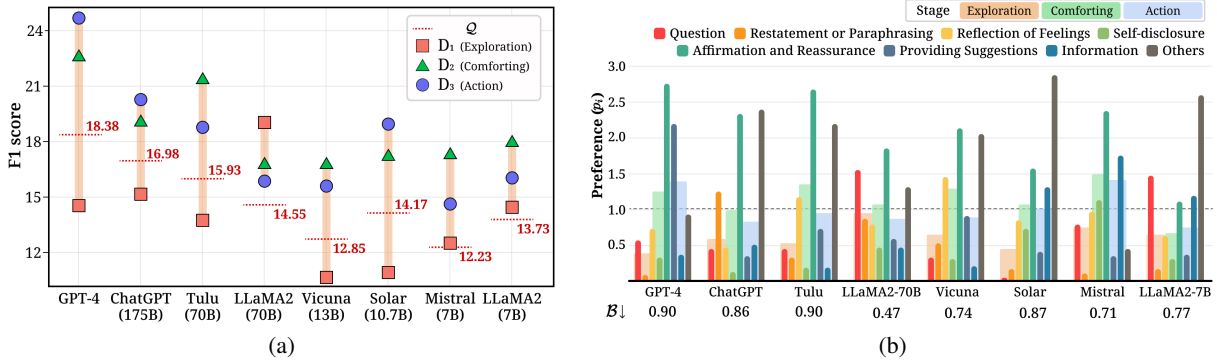 F1 score
24
21
18
15
12
𝒬
D₁ (Exploration)
D₂ (Comforting)
D₃ (Action)
18.38
16.98
15.93
14.55
12.85
14.17
12.23
13.73
GPT-4 ChatGPT Tulu LLaMA2 Vicuna Solar Mistral LLaMA2
(175B) (70B) (70B) (13B) (10.7B) (7B) (7B)
(a)
Stage Exploration Comforting Action
Question Restatement or Paraphrasing Reflection of Feelings Self-disclosure
Affirmation and Reassurance Providing Suggestions Information Others
Preference (pᵢ)
3.0
2.5
2.0
1.5
1.0
0.5
GPT-4 ChatGPT Tulu LLaMA2-70B Vicuna Solar Mistral LLaMA2-7B
ℬ↓ 0.90 0.86 0.90 0.47 0.74 0.87 0.71 0.77
(b)